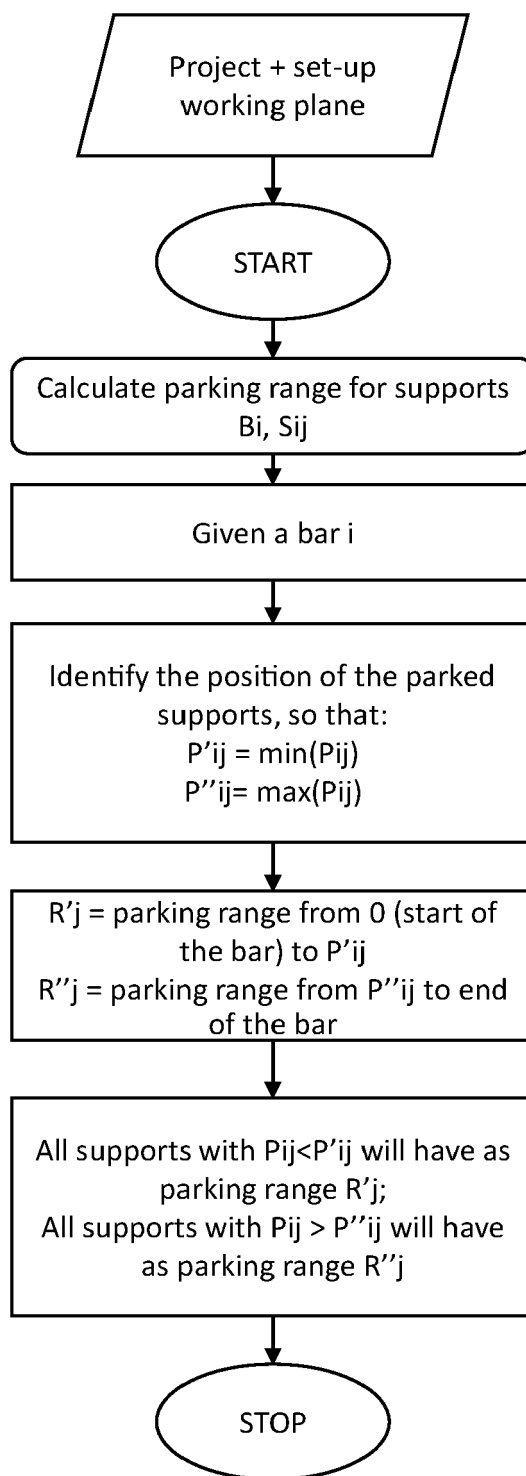 Project + set-up
working plane
START
Calculate parking range for supports
Bi, Sij
Given a bar i
Identify the position of the parked
supports, so that:
P’ij = min(Pij)
P’’ij= max(Pij)
R’j = parking range from 0 (start of
the bar) to P’ij
R’’j = parking range from P’’ij to end
of the bar
All supports with Pij<P’ij will have as
parking range R’j;
All supports with Pij > P’’ij will have
as parking range R’’j
STOP